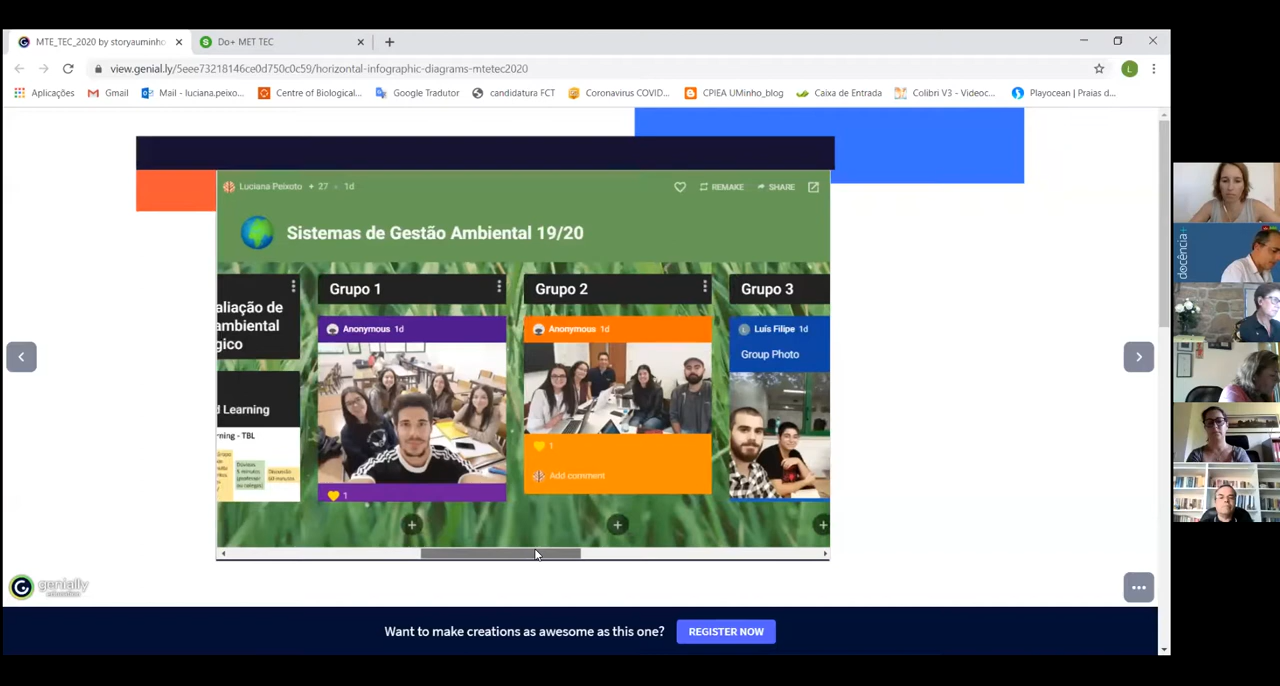 MTE_TEC_2020 by storyauminho
Do+ MET TEC
view.genial.ly/5eee73218146ce0d750c0c59/horizontal-infographic-diagrams-mtetec2020
L
Aplicações
Gmail
Mail - luciana.peixo...
Centre of Biological...
Google Tradutor
candidatura FCT
Coronavirus COVID...
CPIEA UMinho_blog
Caixa de Entrada
Colibri V3 - Videoc...
Playocean | Praias d...
Luciana Peixoto + 27 · 1d
REMAKE
SHARE
Sistemas de Gestão Ambiental 19/20
aliação de
ambiental
gico
d Learning
rning - TBL
Grupo 1
Anonymous 1d
1
Grupo 2
Anonymous 1d
1
Add comment
Grupo 3
Luís Filipe 1d
Group Photo
docência+
genially
education
Want to make creations as awesome as this one?
REGISTER NOW